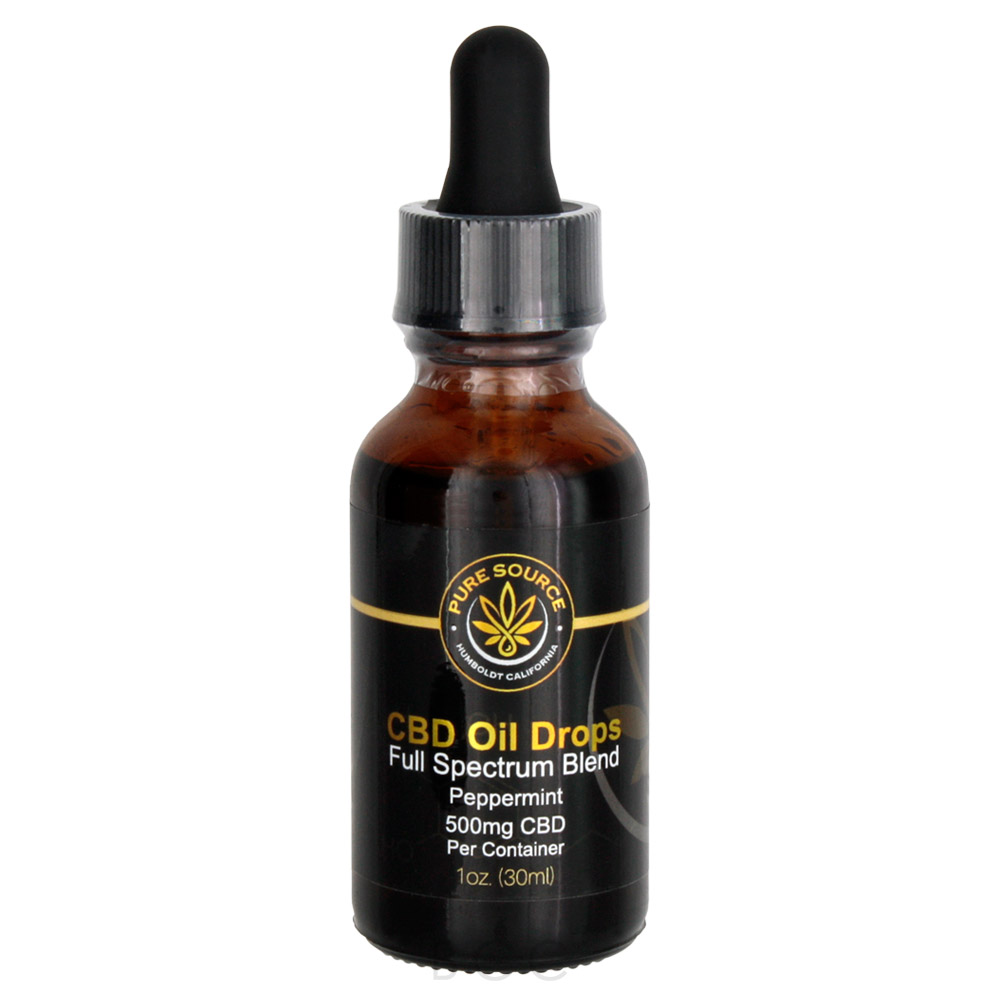 PURE SOURCE
HUMBOLDT CALIFORNIA
CBD Oil Drops
Full Spectrum Blend
Peppermint
500mg CBD
Per Container
1oz. (30ml)